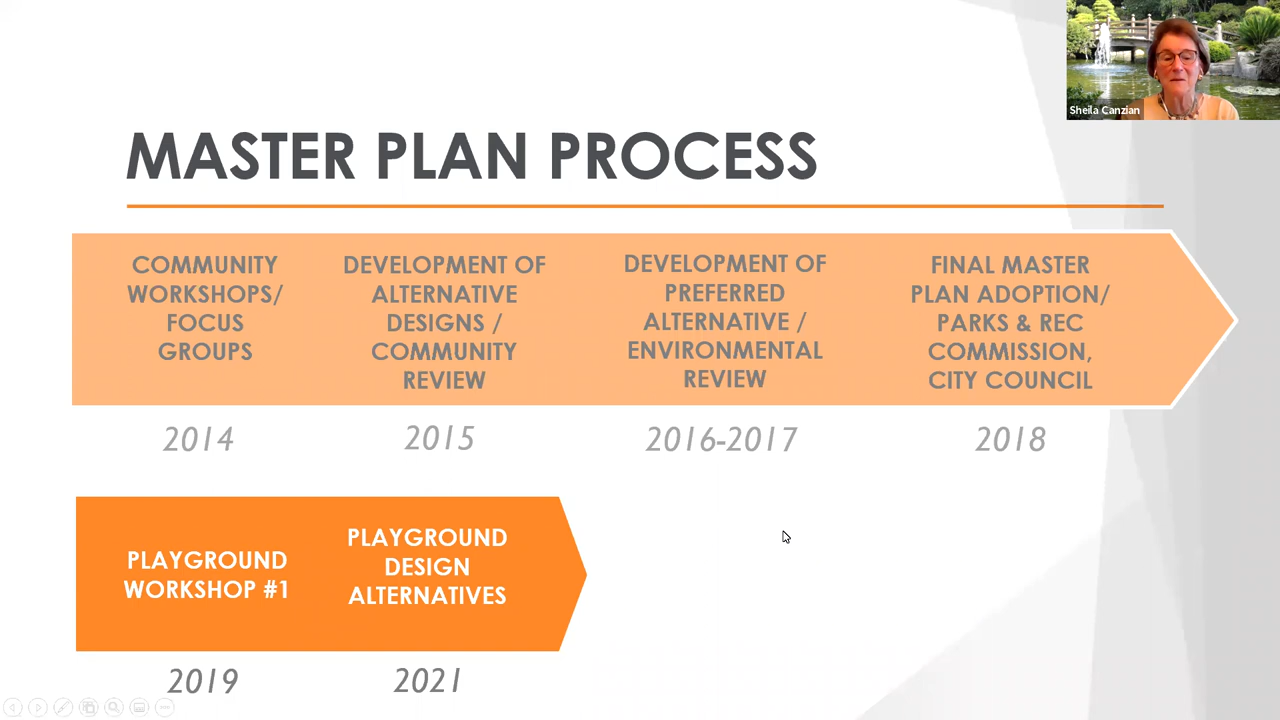 Sheila Canzian
MASTER PLAN PROCESS
COMMUNITY
WORKSHOPS/
FOCUS
GROUPS
DEVELOPMENT OF
ALTERNATIVE
DESIGNS /
COMMUNITY
REVIEW
DEVELOPMENT OF
PREFERRED
ALTERNATIVE /
ENVIRONMENTAL
REVIEW
FINAL MASTER
PLAN ADOPTION/
PARKS & REC
COMMISSION,
CITY COUNCIL
2014
2015
2016-2017
2018
PLAYGROUND
WORKSHOP #1
PLAYGROUND
DESIGN
ALTERNATIVES
2019
2021